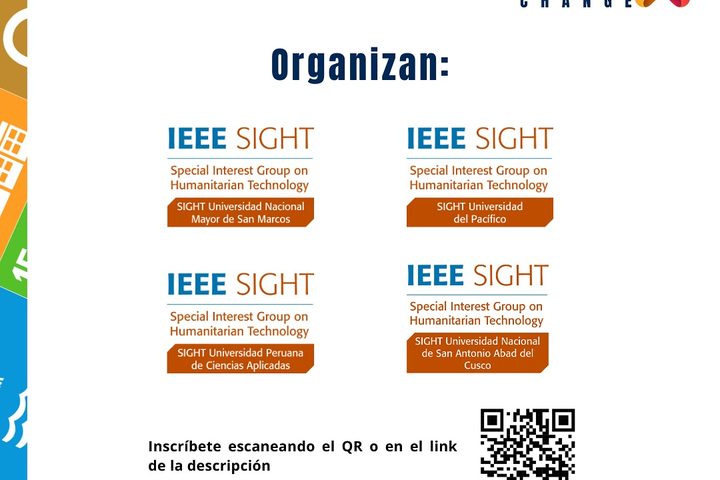 CHANGE
Organizan:
IEEE SIGHT
Special Interest Group on
Humanitarian Technology
SIGHT Universidad Nacional
Mayor de San Marcos
IEEE SIGHT
Special Interest Group on
Humanitarian Technology
SIGHT Universidad
del Pacífico
IEEE SIGHT
Special Interest Group on
Humanitarian Technology
SIGHT Universidad Peruana
de Ciencias Aplicadas
IEEE SIGHT
Special Interest Group on
Humanitarian Technology
SIGHT Universidad Nacional
de San Antonio Abad del
Cusco
15
Inscríbete escaneando el QR o en el link
de la descripción